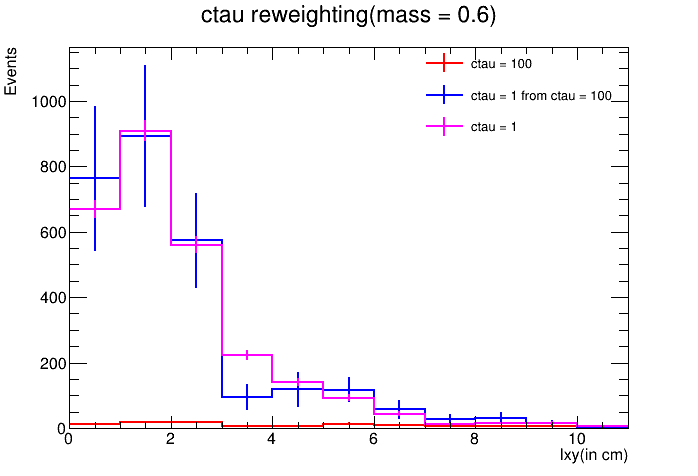 ctau reweighting(mass = 0.6)
Events
ctau = 100
ctau = 1 from ctau = 100
ctau = 1
1000
800
600
400
200
0
0 2 4 6 8 10
lxy(in cm)